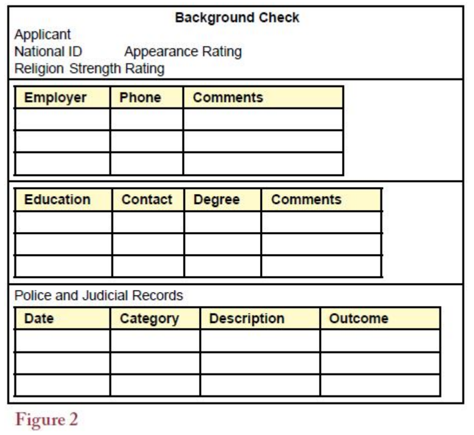 Background Check
Applicant
National ID Appearance Rating
Religion Strength Rating
Employer Phone Comments
Education Contact Degree Comments
Police and Judicial Records
Date Category Description Outcome
Figure 2